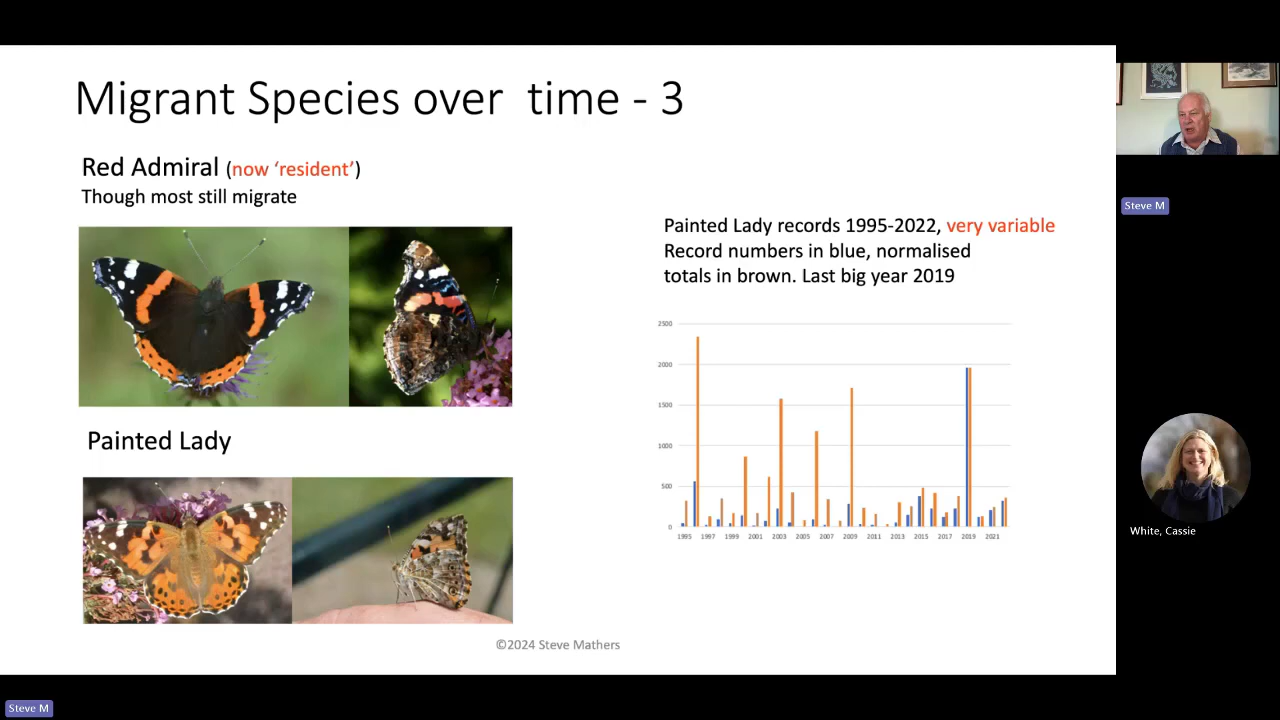 Migrant Species over time - 3
Red Admiral (now ‘resident’)
Though most still migrate
Painted Lady records 1995-2022, very variable
Record numbers in blue, normalised
totals in brown. Last big year 2019
2500
2000
1500
1000
500
0
1995 1997 1999 2001 2003 2005 2007 2009 2011 2013 2015 2017 2019 2021
Painted Lady
©2024 Steve Mathers
Steve M
White, Cassie
Steve M